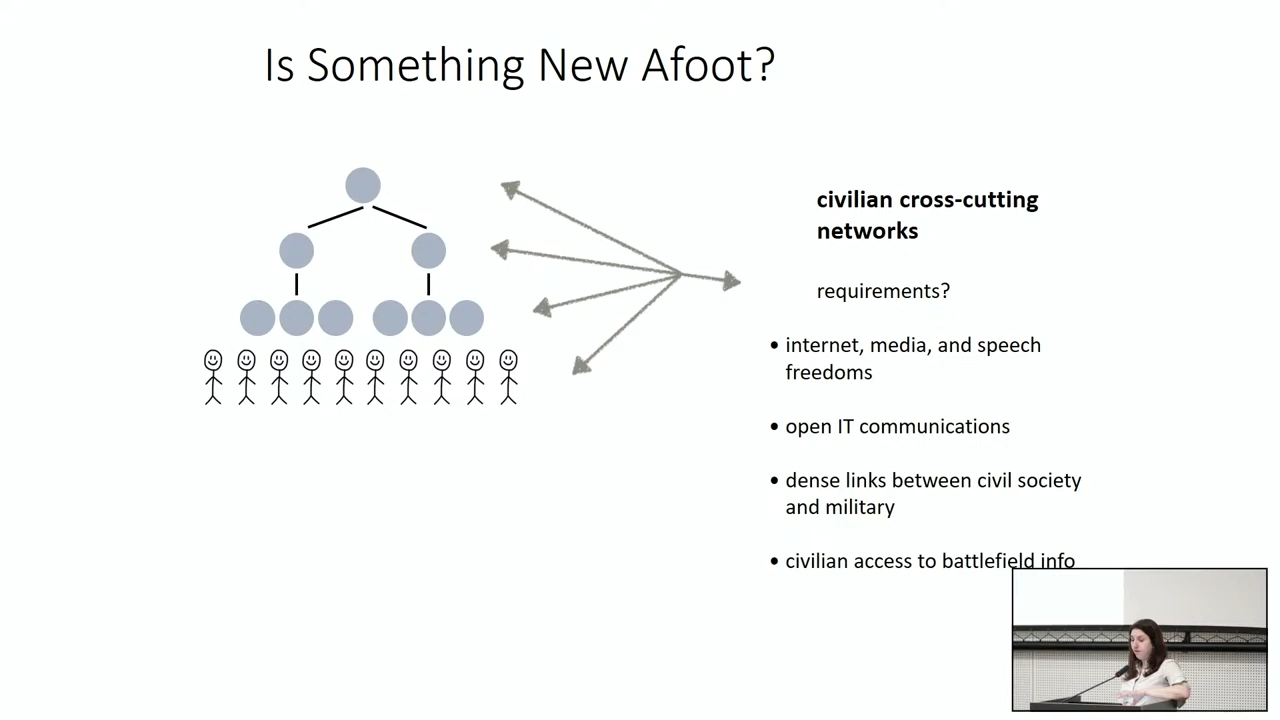 Is Something New Afoot?
civilian cross-cutting
networks
requirements?
• internet, media, and speech
freedoms
• open IT communications
• dense links between civil society
and military
• civilian access to battlefield info